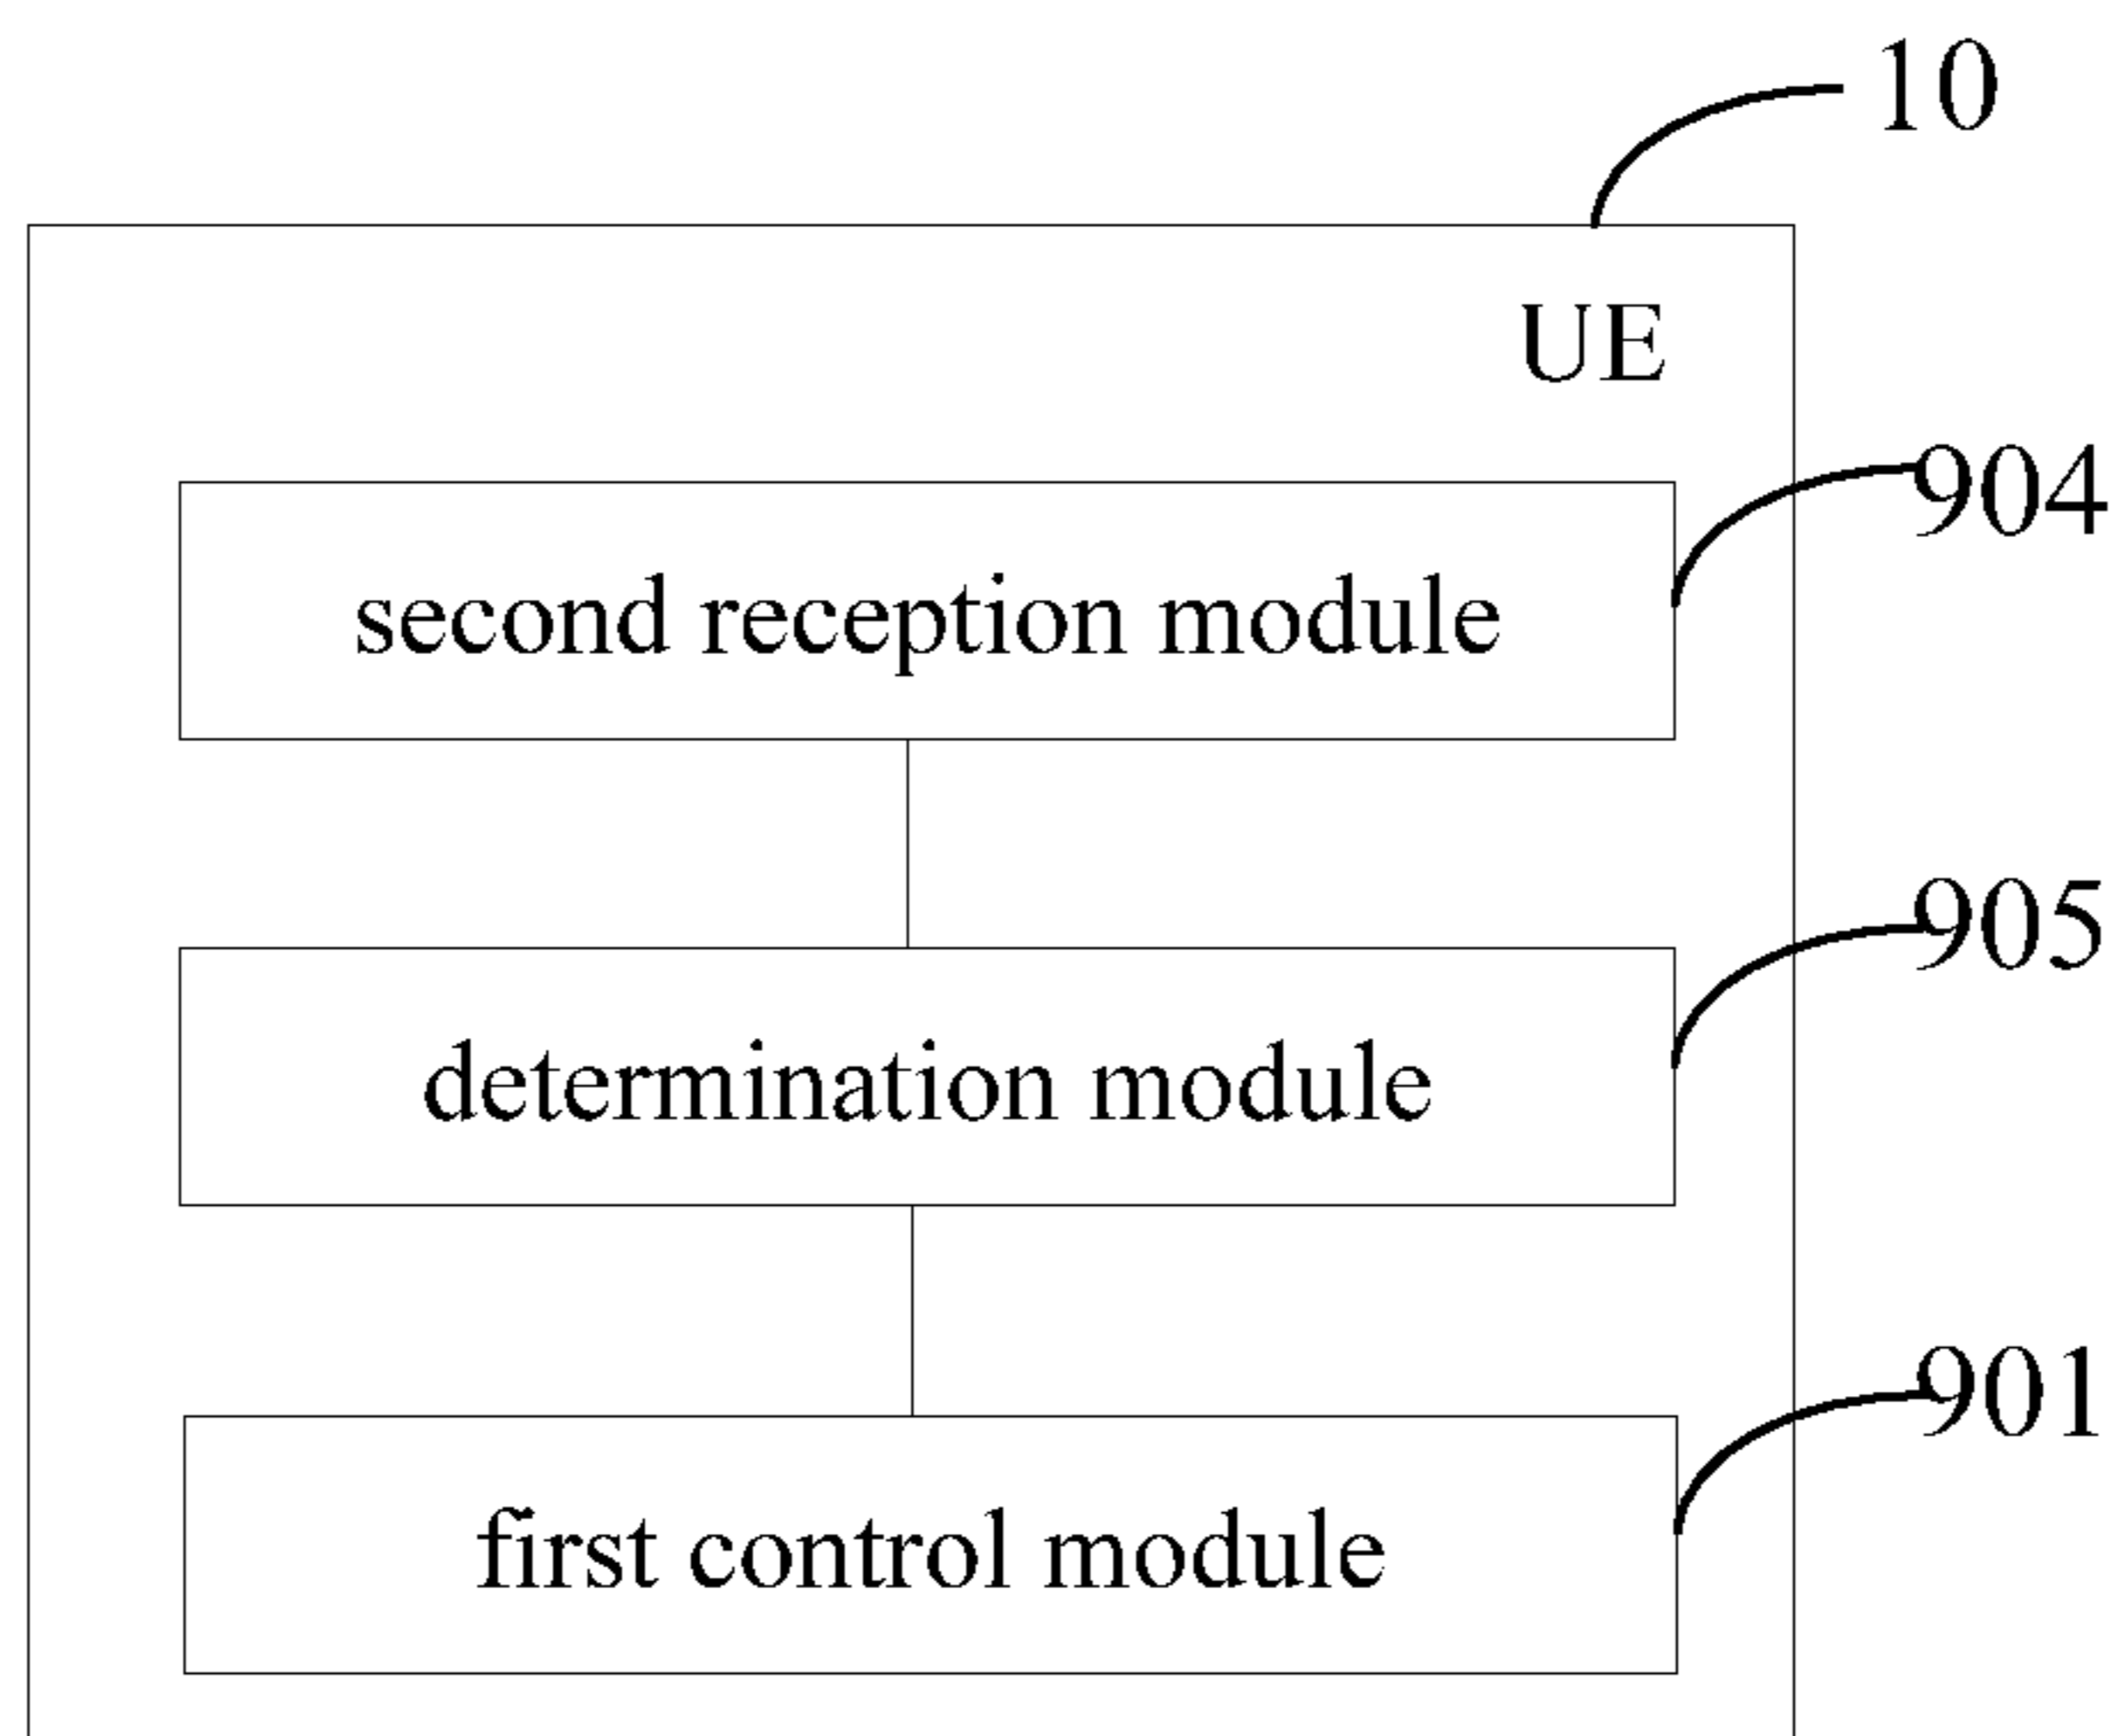 10
UE
904
second reception module
905
determination module
901
first control module